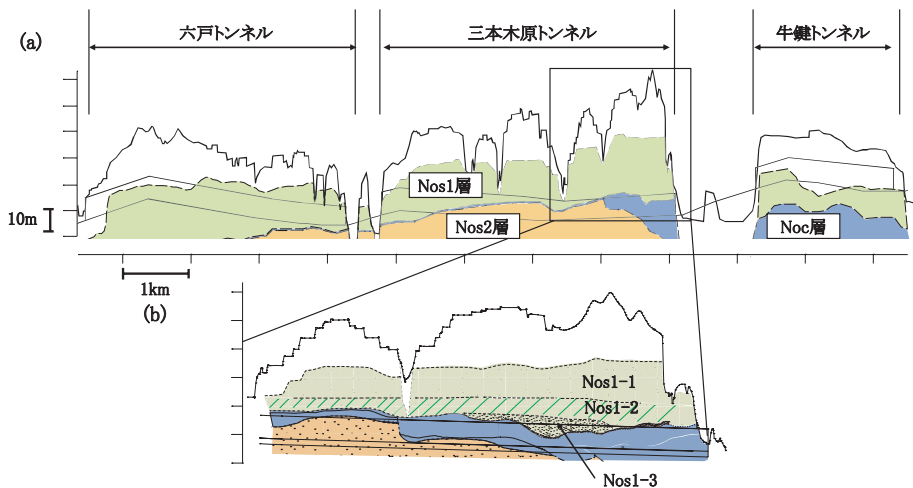 (a)
六戸トンネル
三本木原トンネル
牛鍵トンネル
Nos1層
Nos2層
Noc層
10m
1km
(b)
Nos1-1
Nos1-2
Nos1-3